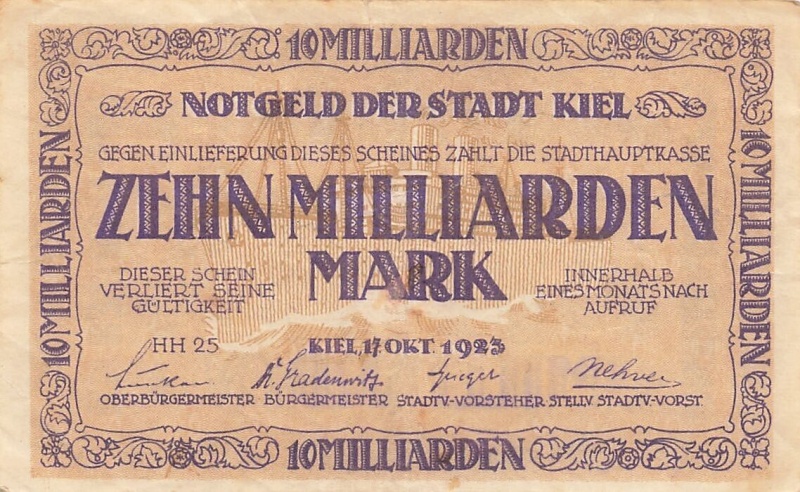 10 MILLIARDEN
NOTGELD DER STADT KIEL
GEGEN EINLIEFERUNG DIESES SCHEINES ZAHLT DIE STADTHAUPTKASSE
ZEHN MILLIARDEN
MARK
DIESER SCHEIN
VERLIERT SEINE
GÜLTIGKEIT
INNERHALB
EINES MONATS NACH
AUFRUF
HH 25
KIEL, 17 OKT. 1923
OBERBÜRGERMEISTER BÜRGERMEISTER STADTV-VORSTEHER STELLV. STADTV-VORST.
10 MILLIARDEN
10 MILLIARDEN
10 MILLIARDEN